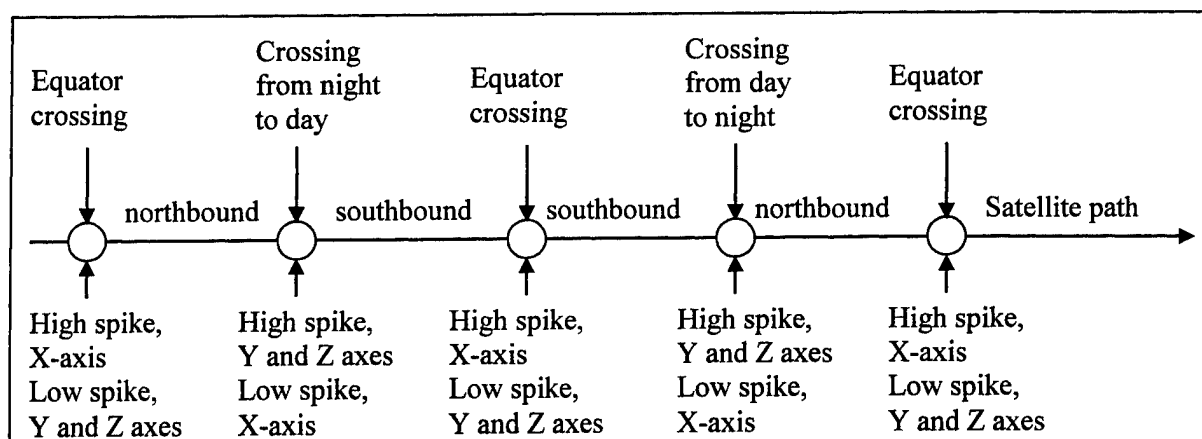 Equator
crossing
Crossing
from night
to day
Equator
crossing
Crossing
from day
to night
Equator
crossing
northbound
southbound
southbound
northbound
Satellite path
High spike,
X-axis
Low spike,
Y and Z axes
High spike,
Y and Z axes
Low spike,
X-axis
High spike,
X-axis
Low spike,
Y and Z axes
High spike,
Y and Z axes
Low spike,
X-axis
High spike,
X-axis
Low spike,
Y and Z axes